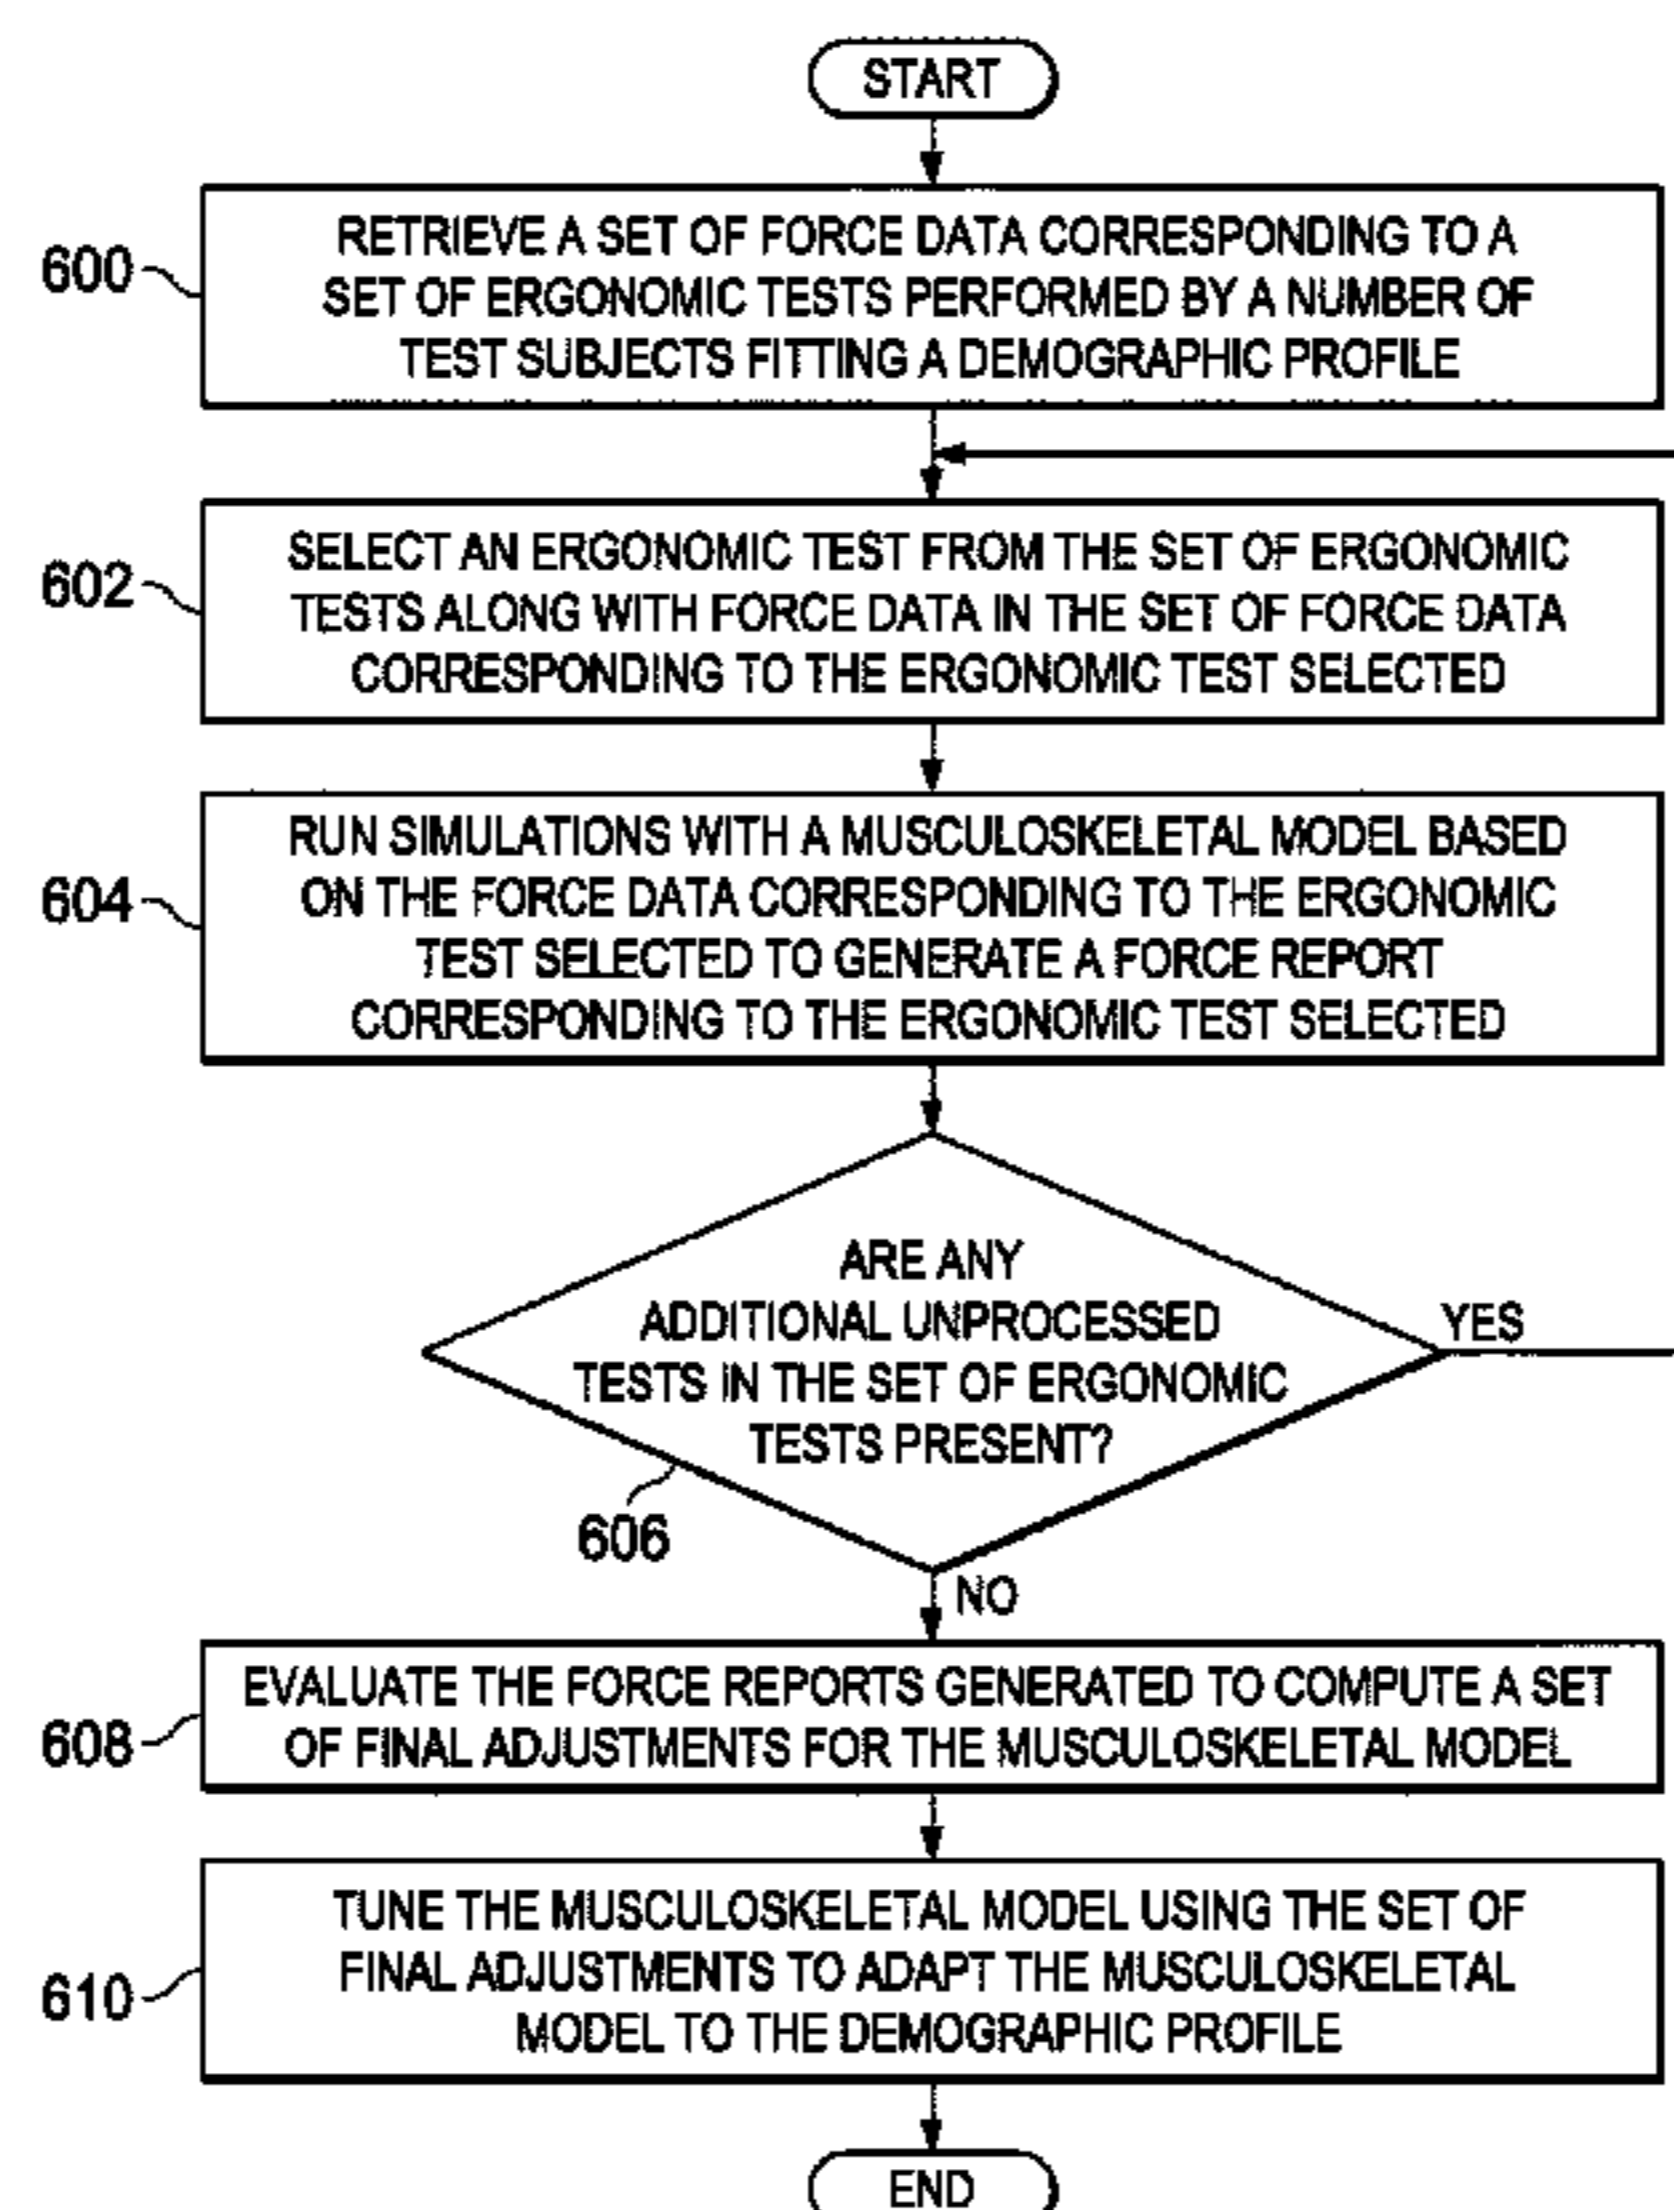 START
600
RETRIEVE A SET OF FORCE DATA CORRESPONDING TO A
SET OF ERGONOMIC TESTS PERFORMED BY A NUMBER OF
TEST SUBJECTS FITTING A DEMOGRAPHIC PROFILE
602
SELECT AN ERGONOMIC TEST FROM THE SET OF ERGONOMIC
TESTS ALONG WITH FORCE DATA IN THE SET OF FORCE DATA
CORRESPONDING TO THE ERGONOMIC TEST SELECTED
604
RUN SIMULATIONS WITH A MUSCULOSKELETAL MODEL BASED
ON THE FORCE DATA CORRESPONDING TO THE ERGONOMIC
TEST SELECTED TO GENERATE A FORCE REPORT
CORRESPONDING TO THE ERGONOMIC TEST SELECTED
ARE ANY
ADDITIONAL UNPROCESSED
TESTS IN THE SET OF ERGONOMIC
TESTS PRESENT?
YES
606
NO
608
EVALUATE THE FORCE REPORTS GENERATED TO COMPUTE A SET
OF FINAL ADJUSTMENTS FOR THE MUSCULOSKELETAL MODEL
610
TUNE THE MUSCULOSKELETAL MODEL USING THE SET OF
FINAL ADJUSTMENTS TO ADAPT THE MUSCULOSKELETAL
MODEL TO THE DEMOGRAPHIC PROFILE
END